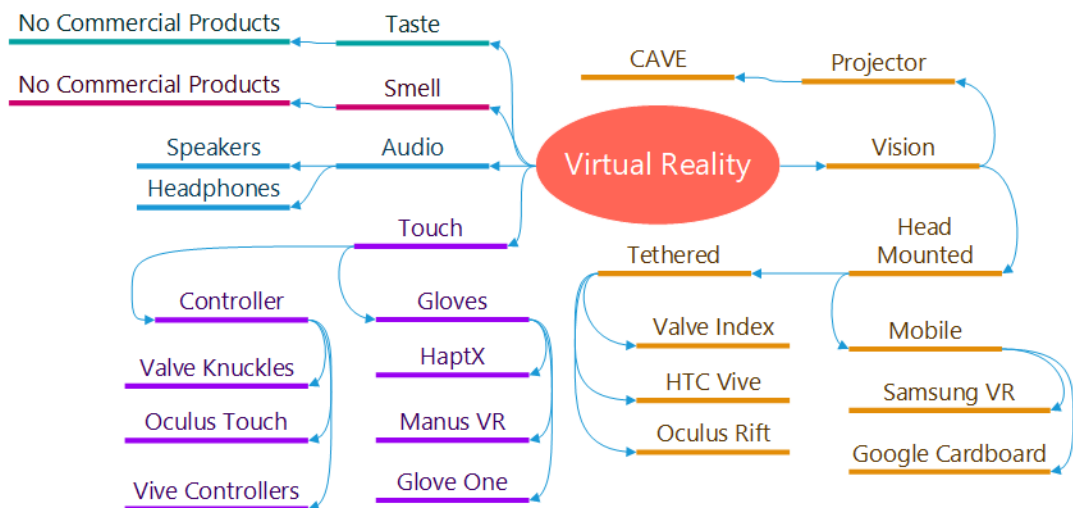 No Commercial Products
Taste
No Commercial Products
Smell
Speakers
Audio
Headphones
Touch
Controller
Valve Knuckles
Oculus Touch
Vive Controllers
Gloves
HaptX
Manus VR
Glove One
Virtual Reality
CAVE
Projector
Vision
Head
Mounted
Tethered
Valve Index
HTC Vive
Oculus Rift
Mobile
Samsung VR
Google Cardboard